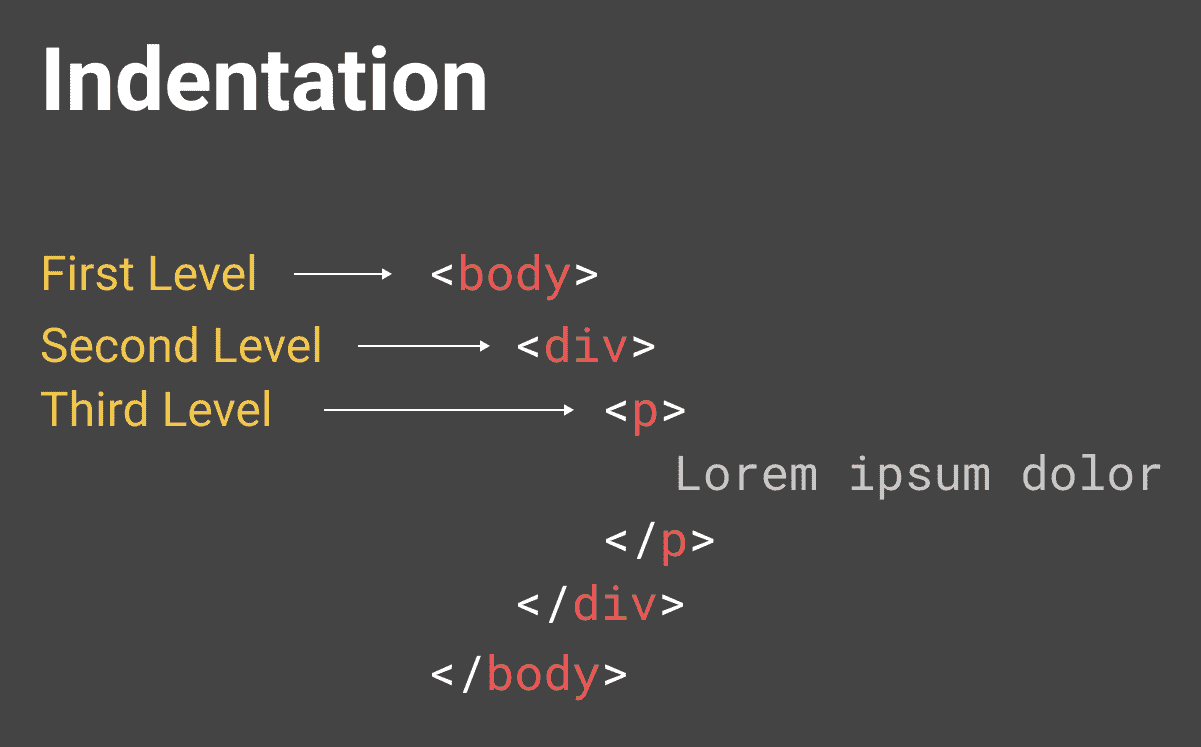 Indentation
First Level <body>
Second Level <div>
Third Level <p>
Lorem ipsum dolor
</p>
</div>
</body>